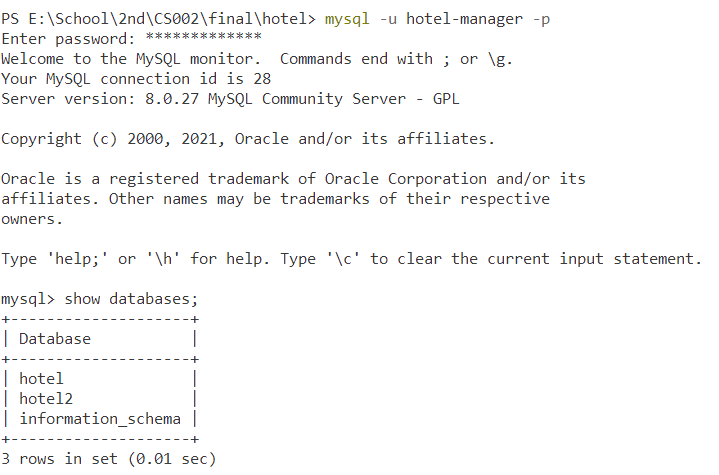 PS E:\School\2nd\CS002\final\hotel> mysql -u hotel-manager -p
Enter password: *************
Welcome to the MySQL monitor.  Commands end with ; or \g.
Your MySQL connection id is 28
Server version: 8.0.27 MySQL Community Server - GPL

Copyright (c) 2000, 2021, Oracle and/or its affiliates.

Oracle is a registered trademark of Oracle Corporation and/or its
affiliates. Other names may be trademarks of their respective
owners.

Type 'help;' or '\h' for help. Type '\c' to clear the current input statement.

mysql> show databases;
+--------------------+
| Database           |
+--------------------+
| hotel              |
| hotel2             |
| information_schema |
+--------------------+
3 rows in set (0.01 sec)